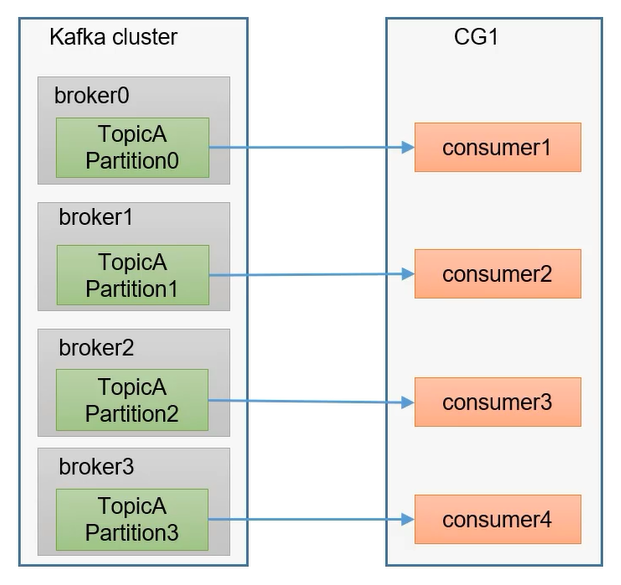 Kafka cluster
broker0
TopicA
Partition0
broker1
TopicA
Partition1
broker2
TopicA
Partition2
broker3
TopicA
Partition3
CG1
consumer1
consumer2
consumer3
consumer4